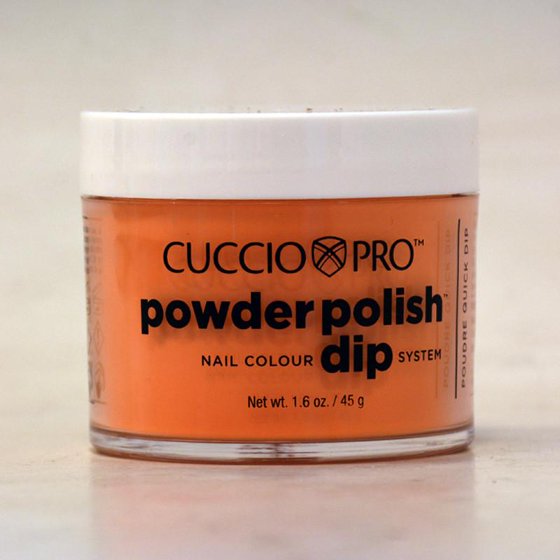 CUCCIO PRO™
powder polish™
NAIL COLOUR dip SYSTEM
Net wt. 1.6 oz. / 45 g
POUDRE QUICK DIP